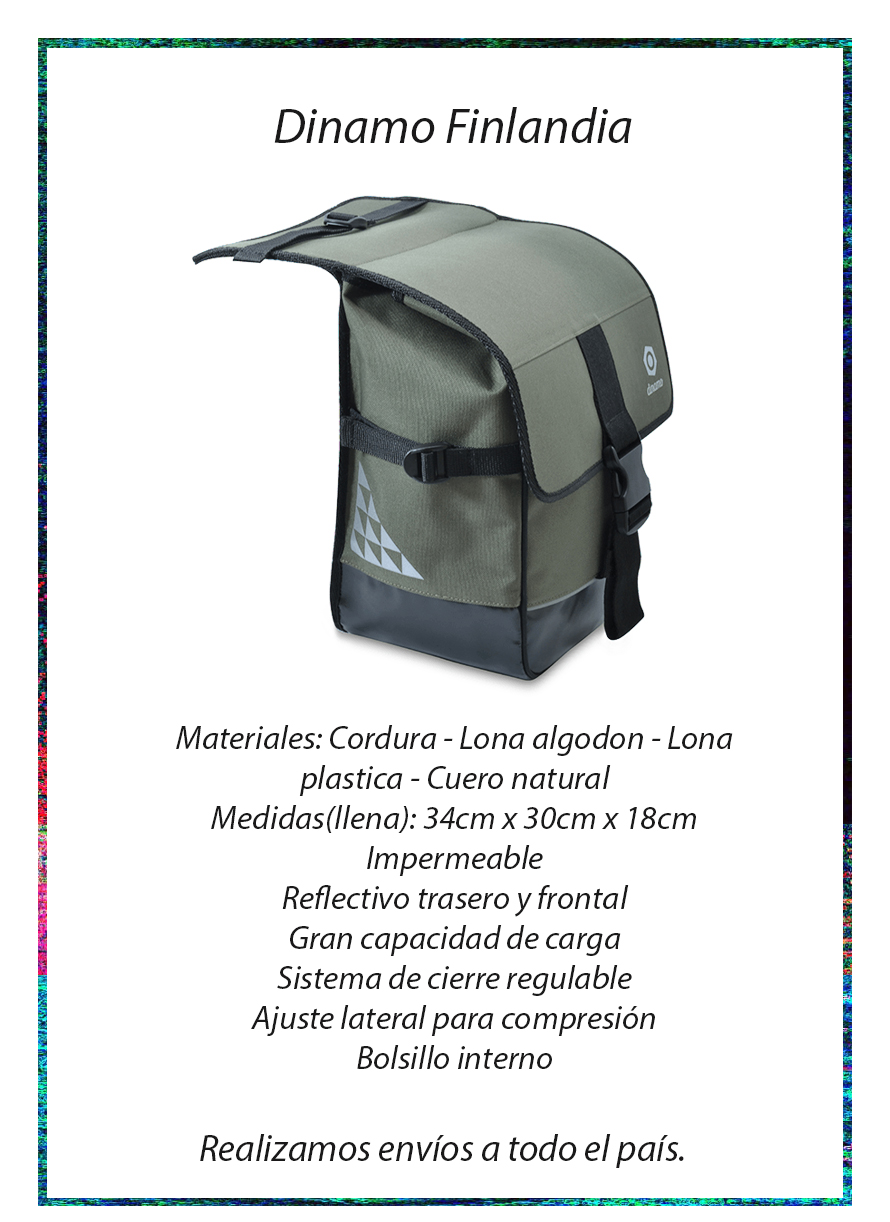 Dinamo Finlandia
dinamo
Materiales: Cordura - Lona algodon - Lona
plastica - Cuero natural
Medidas(llena): 34cm x 30cm x 18cm
Impermeable
Reflectivo trasero y frontal
Gran capacidad de carga
Sistema de cierre regulable
Ajuste lateral para compresión
Bolsillo interno
Realizamos envíos a todo el país.